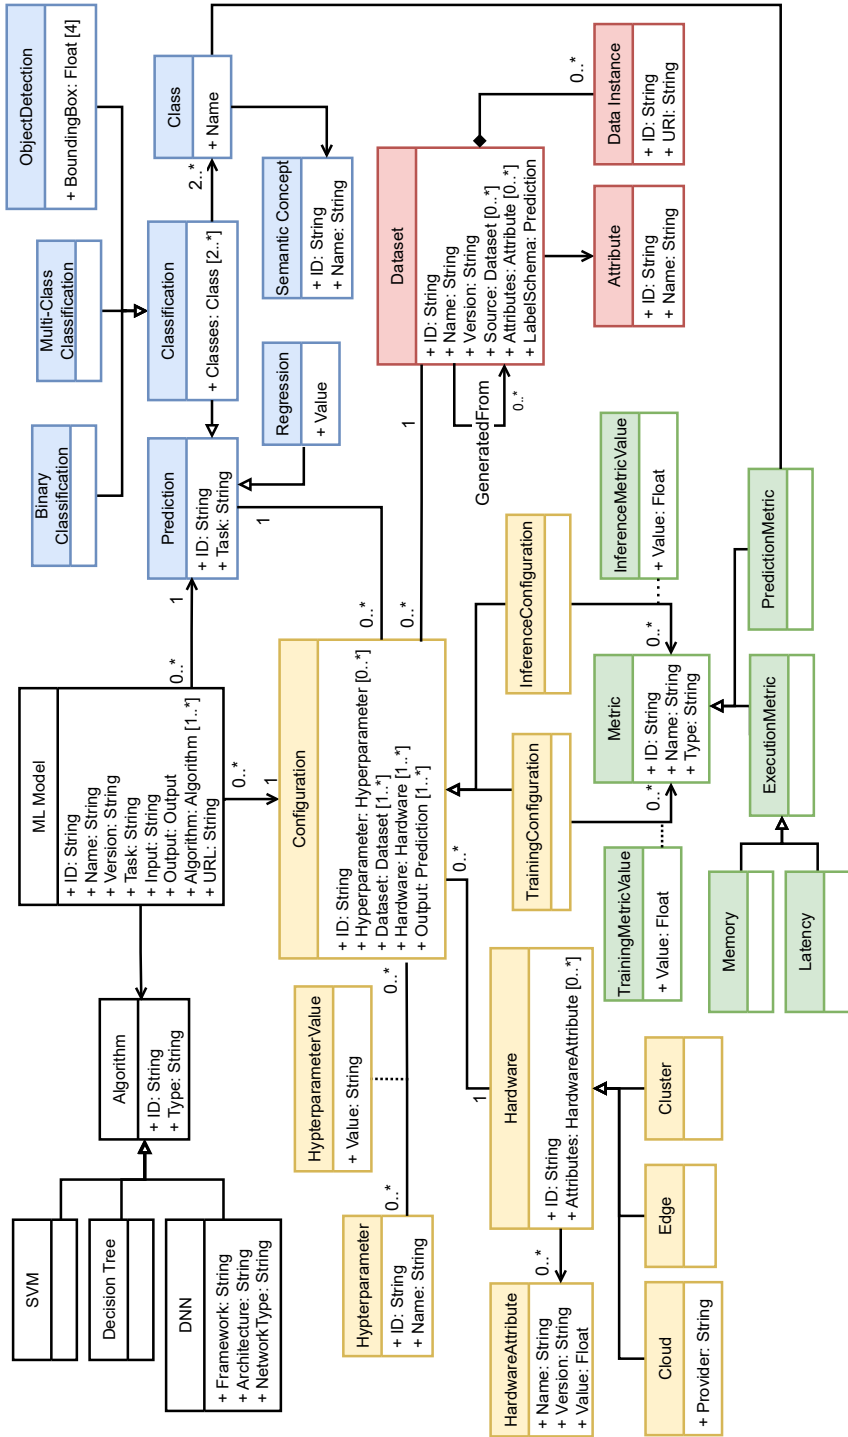 SVM
Decision Tree
DNN
+ Framework: String
+ Architecture: String
+ NetworkType: String
Algorithm
+ ID: String
+ Type: String
ML Model
+ ID: String
+ Name: String
+ Version: String
+ Task: String
+ Input: String
+ Output: Output
+ Algorithm: Algorithm [1..*]
+ URL: String
0..*
1
0..*
1
Binary
Classification
Multi-Class
Classification
ObjectDetection
+ BoundingBox: Float [4]
Prediction
+ ID: String
+ Task: String
Classification
+ Classes: Class [2..*]
2..*
Class
+ Name
Regression
+ Value
Semantic Concept
+ ID: String
+ Name: String
1
0..*
Hypterparameter
+ ID: String
+ Name: String
0..*
HypterparameterValue
+ Value: String
0..*
Configuration
+ ID: String
+ Hyperparameter: Hyperparameter [0..*]
+ Dataset: Dataset [1..*]
+ Hardware: Hardware [1..*]
+ Output: Prediction [1..*]
0..*
1
0..*
1
Dataset
+ ID: String
+ Name: String
+ Version: String
+ Source: Dataset [0..*]
+ Attributes: Attribute [0..*]
+ LabelSchema: Prediction
GeneratedFrom
0..*
0..*
Attribute
+ ID: String
+ Name: String
Data Instance
+ ID: String
+ URI: String
HardwareAttribute
+ Name: String
+ Version: String
+ Value: Float
0..*
Hardware
+ ID: String
+ Attributes: HardwareAttribute [0..*]
Cloud
+ Provider: String
Edge
Cluster
TrainingConfiguration
InferenceConfiguration
TrainingMetricValue
+ Value: Float
0..*
Metric
+ ID: String
+ Name: String
+ Type: String
0..*
InferenceMetricValue
+ Value: Float
Memory
Latency
ExecutionMetric
PredictionMetric